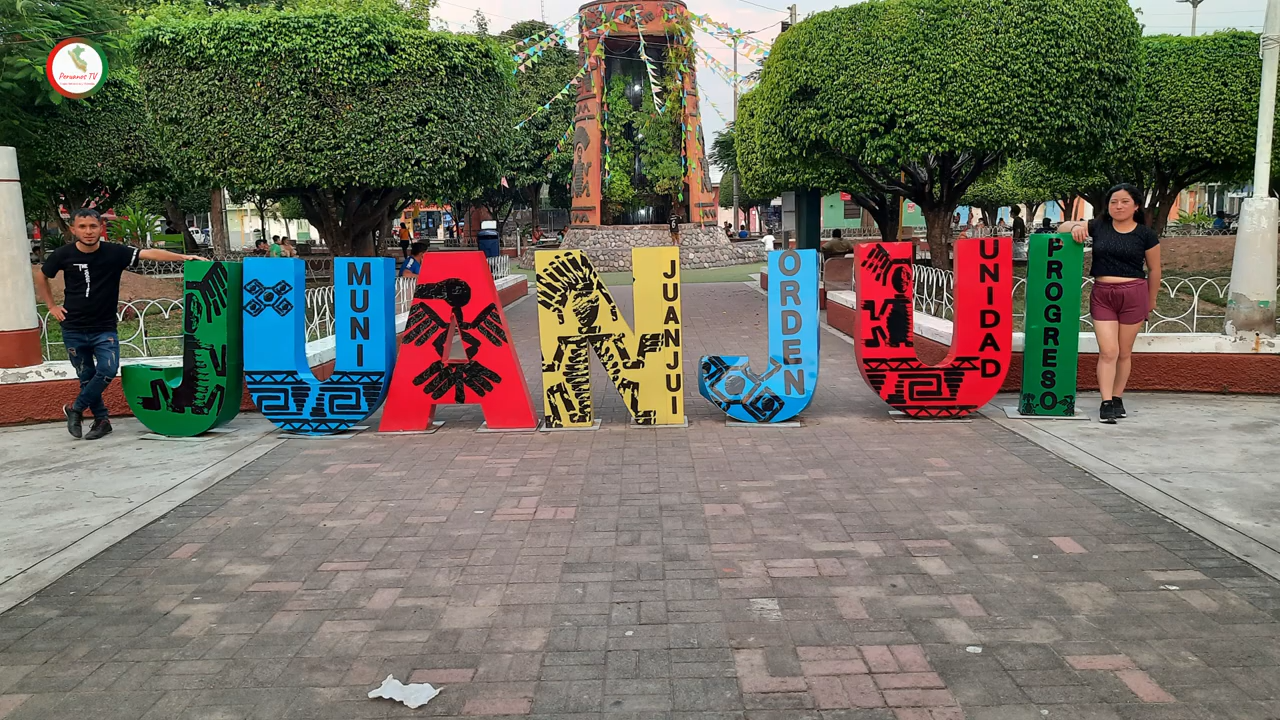 Peruanos TV
JUANJUI
MUNI
JUANJUI
ORDEN
UNIDAD
PROGRESO